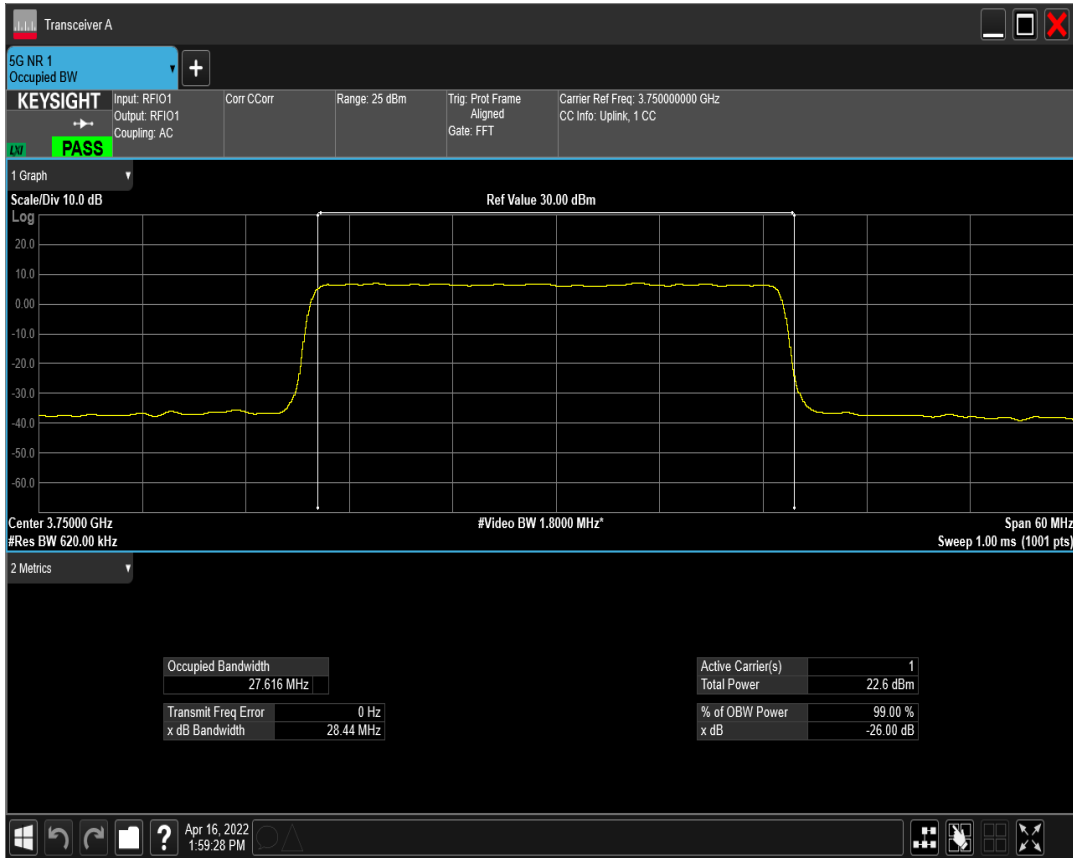 Transceiver A
5G NR 1
Occupied BW
KEYSIGHT
LXI
PASS
Input: RFIO1
Output: RFIO1
Coupling: AC
Corr CCorr
Range: 25 dBm
Trig: Prot Frame
Aligned
Gate: FFT
Carrier Ref Freq: 3.750000000 GHz
CC Info: Uplink, 1 CC
1 Graph
Scale/Div 10.0 dB
Ref Value 30.00 dBm
Log
20.0
10.0
0.00
-10.0
-20.0
-30.0
-40.0
-50.0
-60.0
Center 3.75000 GHz
#Video BW 1.8000 MHz*
Span 60 MHz
#Res BW 620.00 kHz
Sweep 1.00 ms (1001 pts)
2 Metrics
Occupied Bandwidth
27.616 MHz
Transmit Freq Error 0 Hz
x dB Bandwidth 28.44 MHz
Active Carrier(s) 1
Total Power 22.6 dBm
% of OBW Power 99.00 %
x dB -26.00 dB
Apr 16, 2022
1:59:28 PM